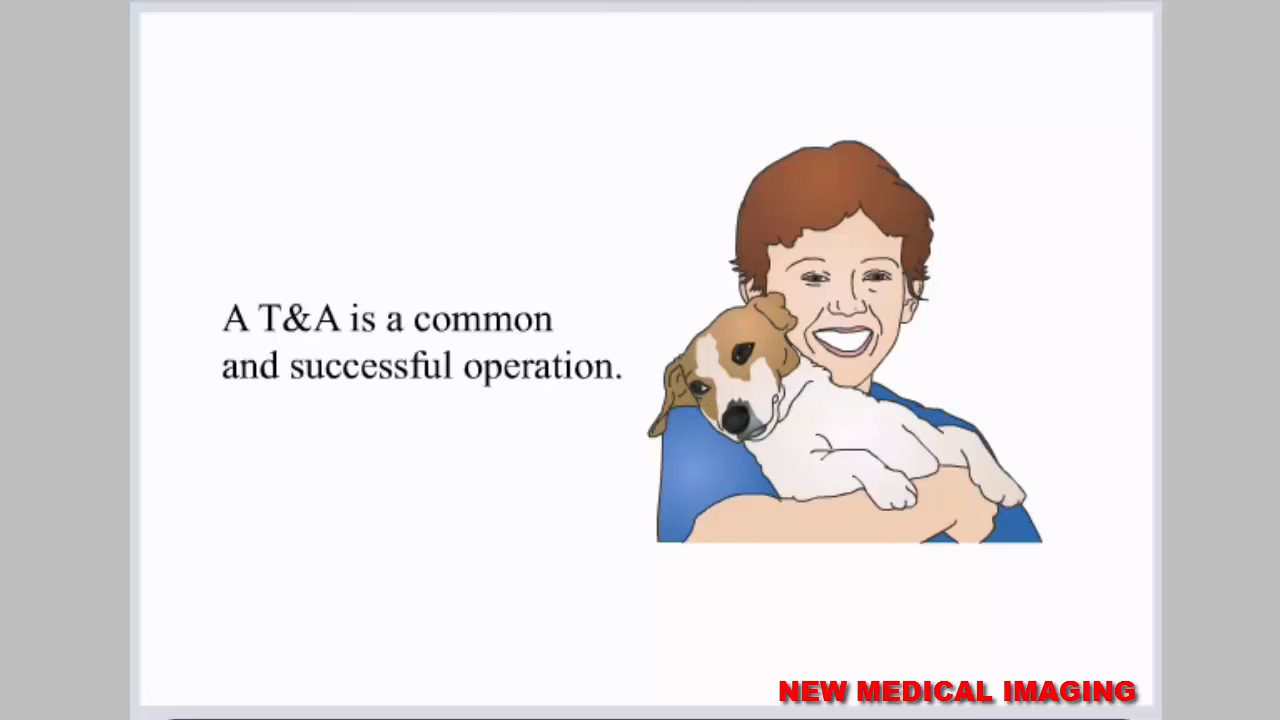 A T&A is a common
and successful operation.
NEW MEDICAL IMAGING